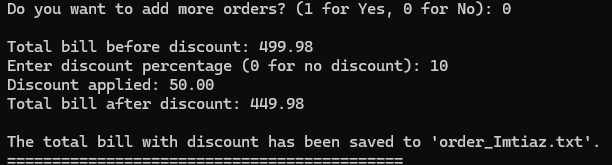 Do you want to add more orders? (1 for Yes, 0 for No): 0
Total bill before discount: 499.98
Enter discount percentage (0 for no discount): 10
Discount applied: 50.00
Total bill after discount: 449.98
The total bill with discount has been saved to 'order_Imtiaz.txt'.
============================================